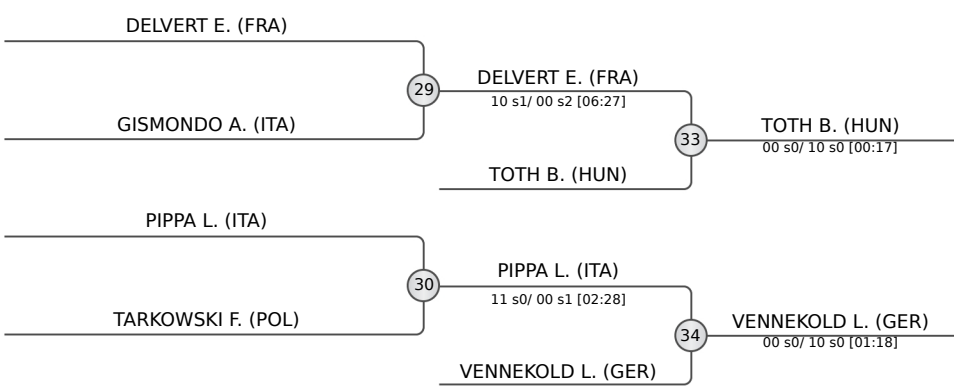 DELVERT E. (FRA)
29
GISMONDO A. (ITA)
DELVERT E. (FRA)
10 s1/ 00 s2 [06:27]
33
TOTH B. (HUN)
TOTH B. (HUN)
00 s0/ 10 s0 [00:17]
PIPPA L. (ITA)
30
TARKOWSKI F. (POL)
PIPPA L. (ITA)
11 s0/ 00 s1 [02:28]
34
VENNEKOLD L. (GER)
VENNEKOLD L. (GER)
00 s0/ 10 s0 [01:18]